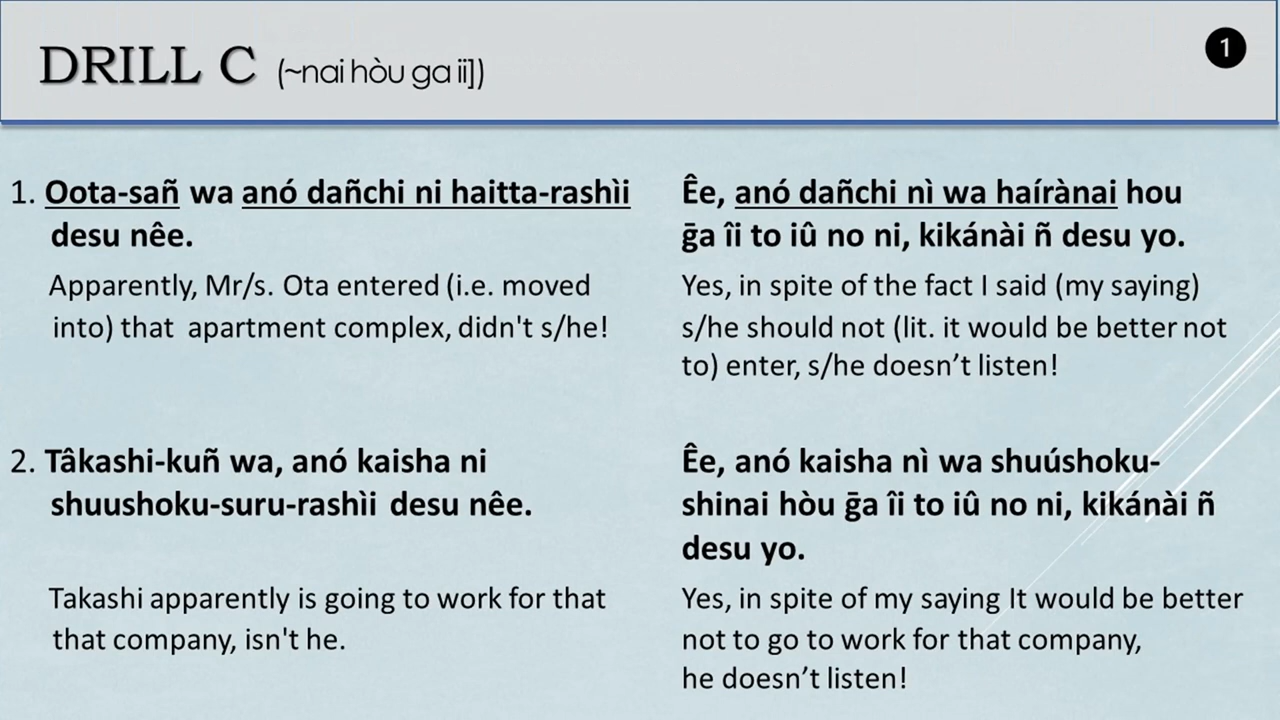 DRILL C (~nai hòu ga ii])
1
1. Oota-sañ wa anó dañchi ni haitta-rashìi
desu nêe.
Apparently, Mr/s. Ota entered (i.e. moved
into) that apartment complex, didn't s/he!
Êe, anó dañchi nì wa haírànai hou
ḡa îi to iû no ni, kikánài ñ desu yo.
Yes, in spite of the fact I said (my saying)
s/he should not (lit. it would be better not
to) enter, s/he doesn’t listen!
2. Tâkashi-kuñ wa, anó kaisha ni
shuushoku-suru-rashìi desu nêe.
Takashi apparently is going to work for that
that company, isn't he.
Êe, anó kaisha nì wa shuúshoku-
shinai hòu ḡa îi to iû no ni, kikánài ñ
desu yo.
Yes, in spite of my saying It would be better
not to go to work for that company,
he doesn’t listen!